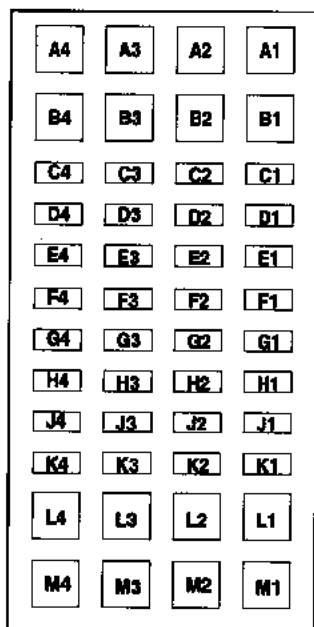 A4 A3 A2 A1
B4 B3 B2 B1
C4 C3 C2 C1
D4 D3 D2 D1
E4 E3 E2 E1
F4 F3 F2 F1
G4 G3 G2 G1
H4 H3 H2 H1
J4 J3 J2 J1
K4 K3 K2 K1
L4 L3 L2 L1
M4 M3 M2 M1